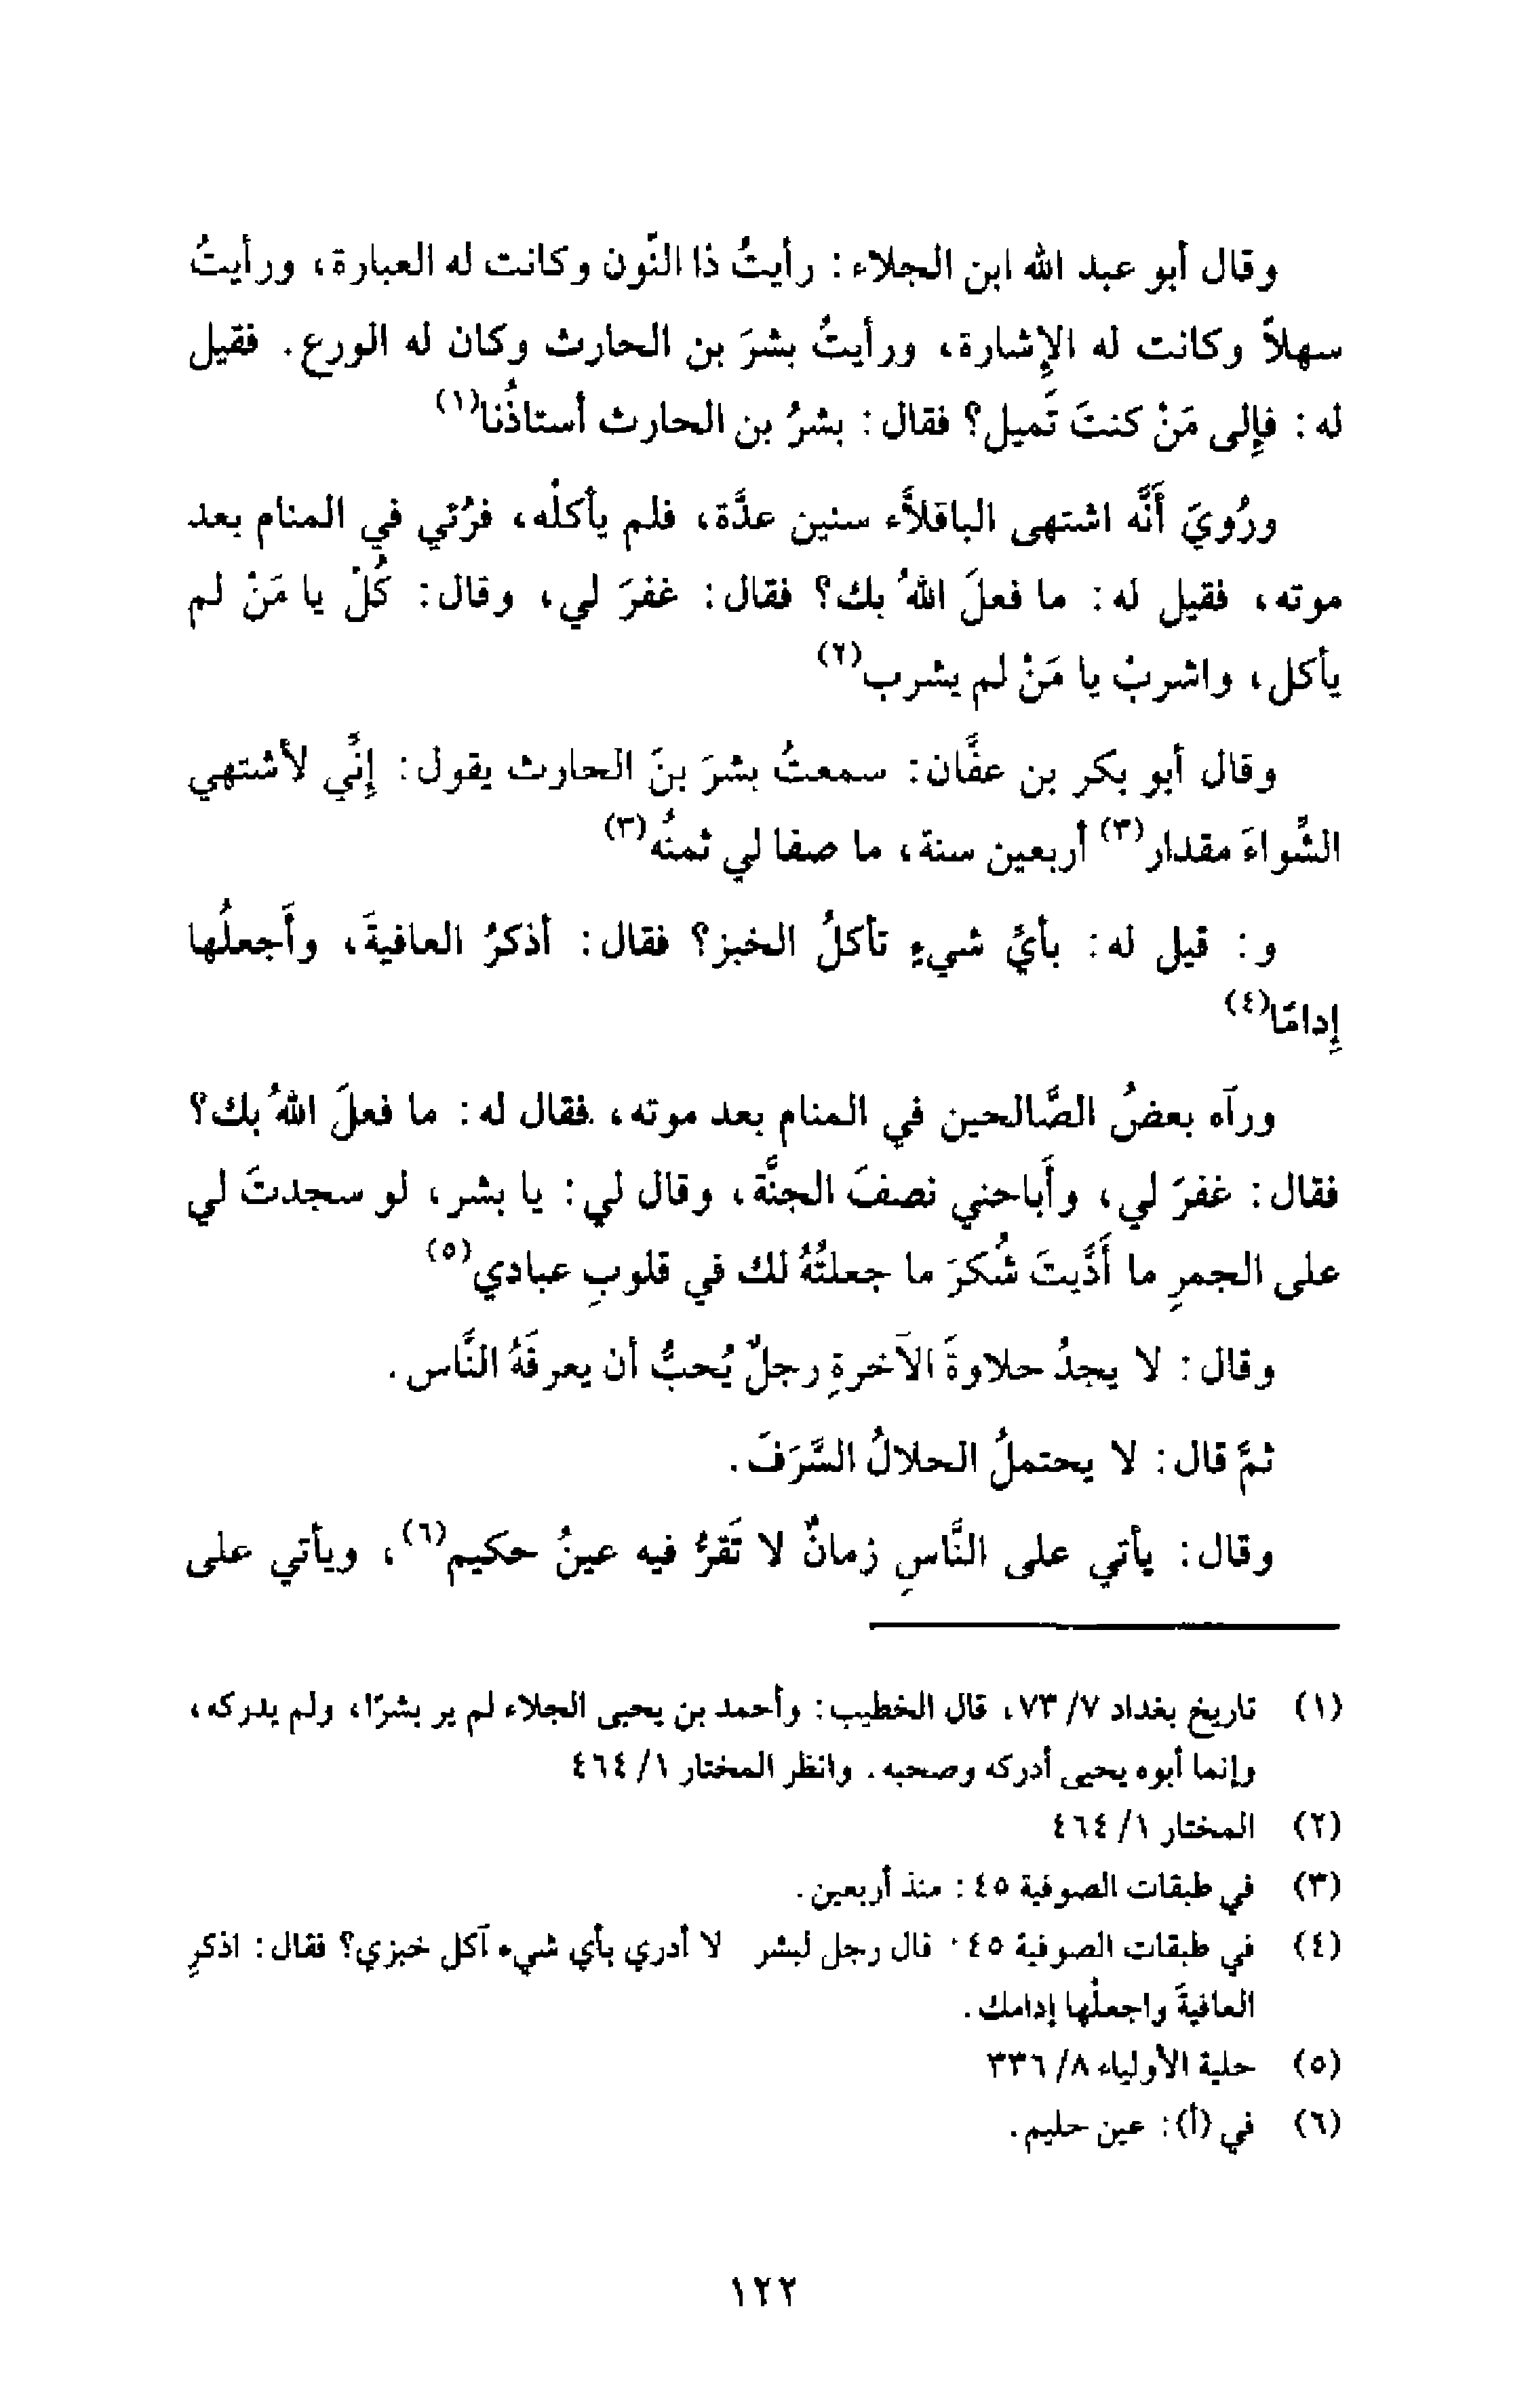 وقال أبو عبد الله ابن الجلاء: رأيتُ ذا النّون وكانت له العبارة، ورأيتُ
سهلاً وكانت له الإشارة، ورأيتُ بشرَ بن الحارث وكان له الورع. فقيل
له: فإلى مَنْ كنتَ تَميل؟ فقال: بشرُ بن الحارث أستاذُنا(١)
ورُويَ أَنَّه اشتهى الباقلاَّء سنين عدَّة، فلم يأكلْه، فرُئي في المنام بعد
موته، فقيل له: ما فعلَ اللهُ بك؟ فقال: غفرَ لي، وقال: كُلْ يا مَنْ لم
يأكل، واشربْ يا مَنْ لم يشرب(٢)
وقال أبو بكر بن عفَّان: سمعتُ بشرَ بنَ الحارث يقول: إنِّي لأشتهي
الشِّواءَ مقدار(٣) أربعين سنة، ما صفا لي ثمنُه(٣)
و: قيل له: بأيِّ شيءٍ تأكلُ الخبز؟ فقال: أذكرُ العافيةَ، وأَجعلُها
إدامًا(٤)
ورآه بعضُ الصَّالحين في المنام بعد موته، فقال له: ما فعلَ اللهُ بك؟
فقال: غفرَ لي، وأَباحني نصفَ الجنَّة، وقال لي: يا بشر، لو سجدتَ لي
على الجمرِ ما أَدَّيتَ شُكرَ ما جعلتُهُ لك في قلوبِ عبادي(٥)
وقال: لا يجدُ حلاوةَ الآخرةِ رجلٌ يُحبُّ أن يعرفَهُ النَّاس.
ثمَّ قال: لا يحتملُ الحلالُ السَّرَفَ.
وقال: يأتي على النَّاسِ زمانٌ لا تَقرُّ فيه عينُ حكيم(٦)، ويأتي على
(١) تاريخ بغداد ٧/ ٧٣، قال الخطيب: وأحمد بن يحيى الجلاء لم ير بشرًا، ولم يدركه،
وإنما أبوه يحيى أدركه وصحبه. وانظر المختار ١/ ٤٦٤
(٢) المختار ١/ ٤٦٤
(٣) في طبقات الصوفية ٤٥: منذ أربعين.
(٤) في طبقات الصوفية ٤٥٠ قال رجل لبشر لا أدري بأي شيء آكل خبزي؟ فقال: اذكرِ
العافيةَ واجعلْها إدامك.
(٥) حلية الأولياء ٨/ ٣٣٦
(٦) في (أ): عين حليم.
١٢٢